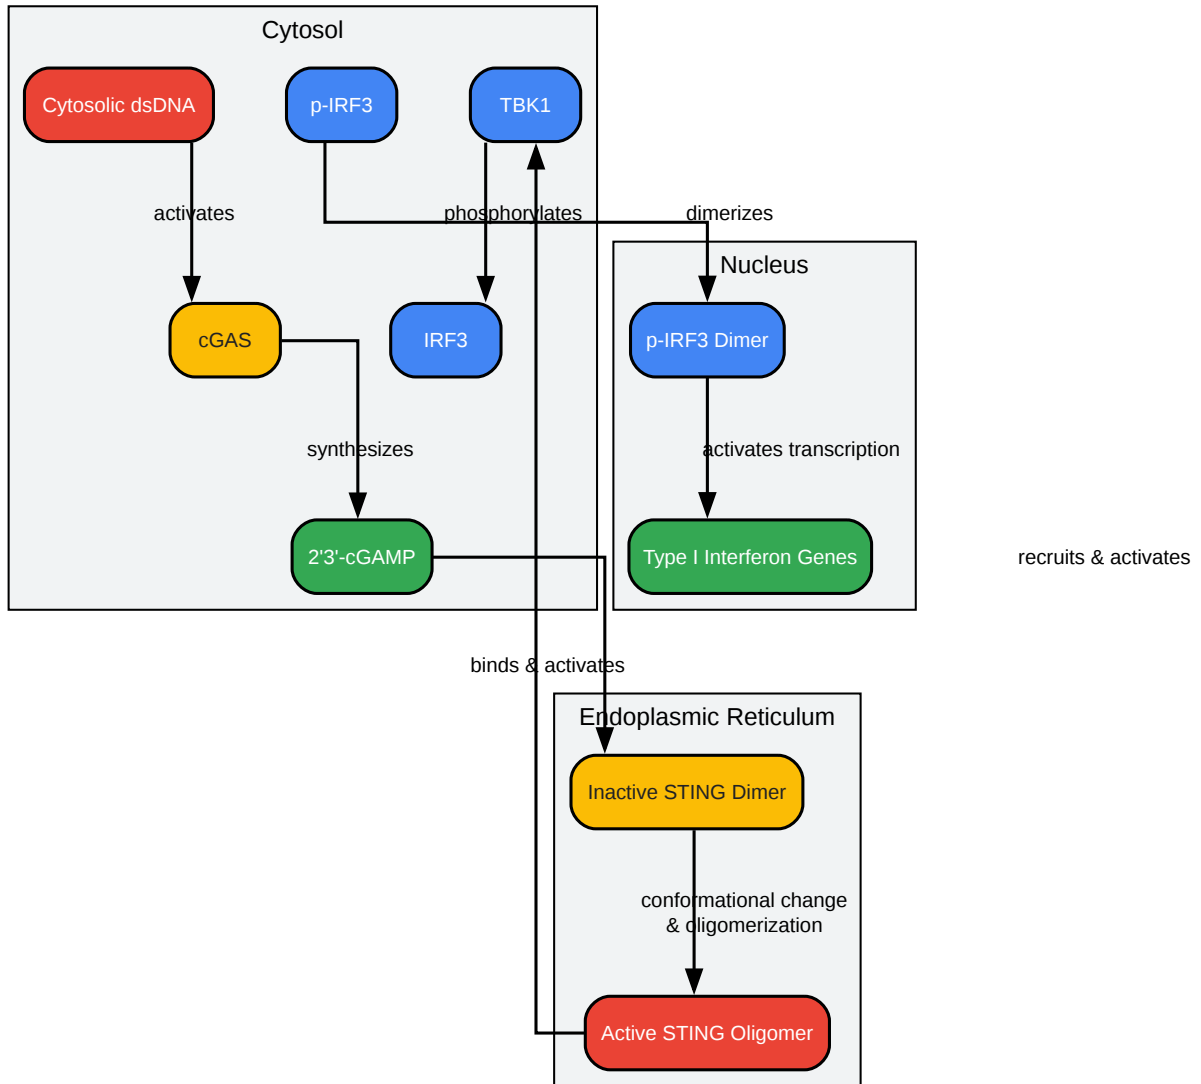 Cytosol
Cytosolic dsDNA
p-IRF3
TBK1
activates
phosphorylates
dimerizes
Nucleus
cGAS
IRF3
p-IRF3 Dimer
synthesizes
activates transcription
2'3'-cGAMP
Type I Interferon Genes
recruits & activates
binds & activates
Endoplasmic Reticulum
Inactive STING Dimer
conformational change
& oligomerization
Active STING Oligomer